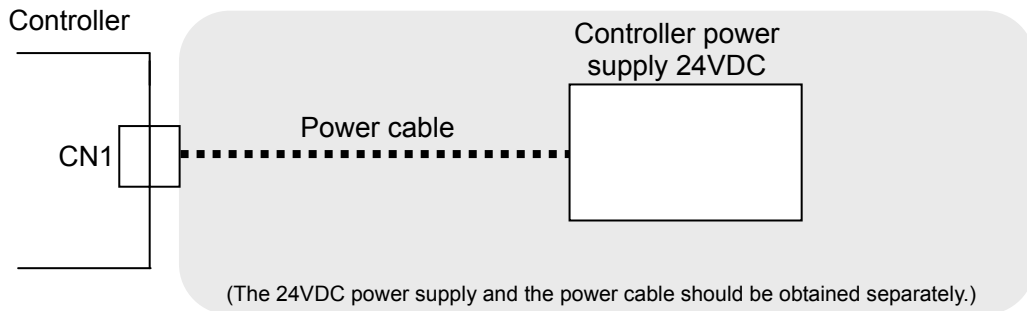 Controller
Controller power
supply 24VDC
Power cable
CN1
(The 24VDC power supply and the power cable should be obtained separately.)